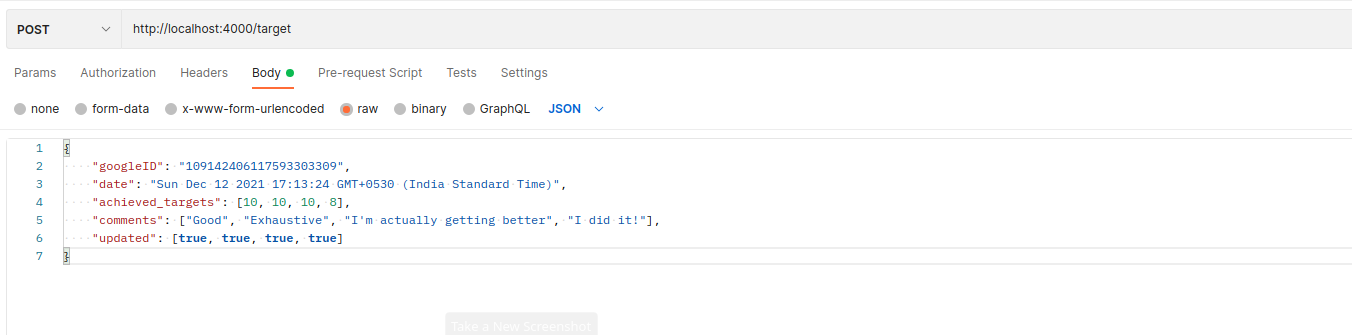 POST http://localhost:4000/target
Params Authorization Headers Body Pre-request Script Tests Settings
none form-data x-www-form-urlencoded raw binary GraphQL JSON
1 {
2 "googleID": "109142406117593303309",
3 "date": "Sun Dec 12 2021 17:13:24 GMT+0530 (India Standard Time)",
4 "achieved_targets": [10, 10, 10, 8],
5 "comments": ["Good", "Exhaustive", "I'm actually getting better", "I did it!"],
6 "updated": [true, true, true, true]
7 }
Take a New Screenshot